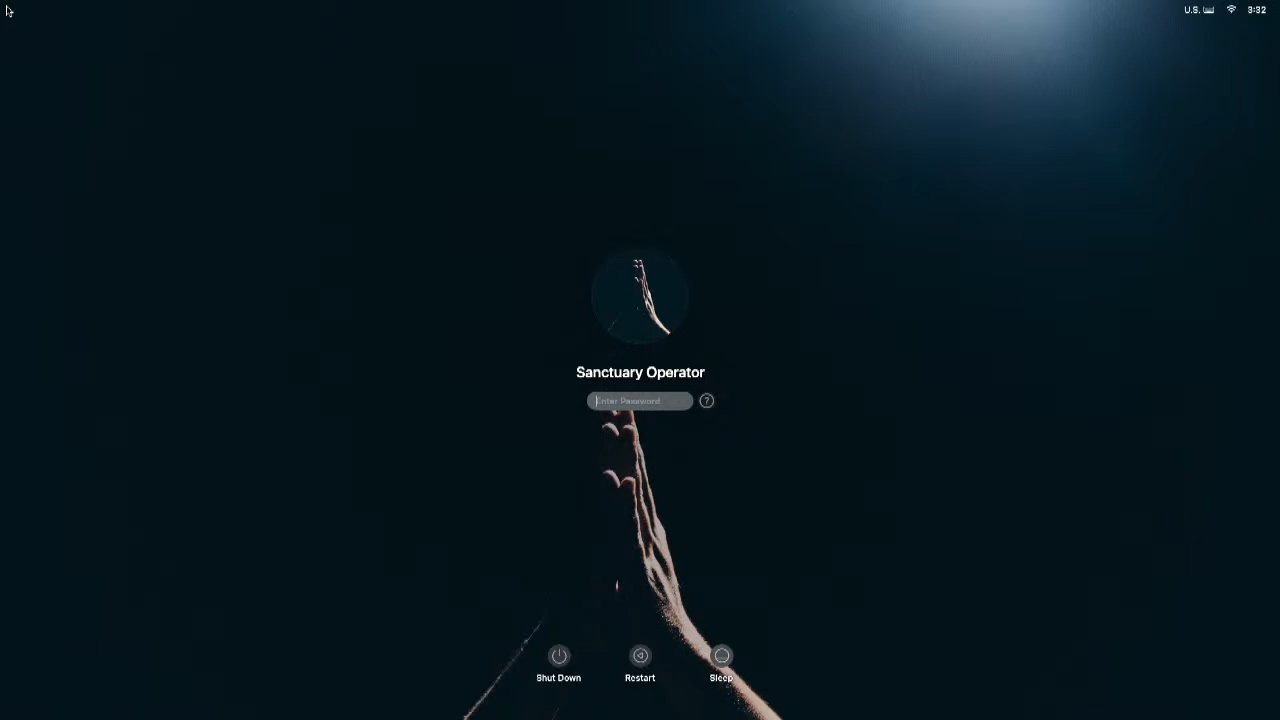 U.S.
3:32
Sanctuary Operator
Enter Password
?
Shut Down
Restart
Sleep